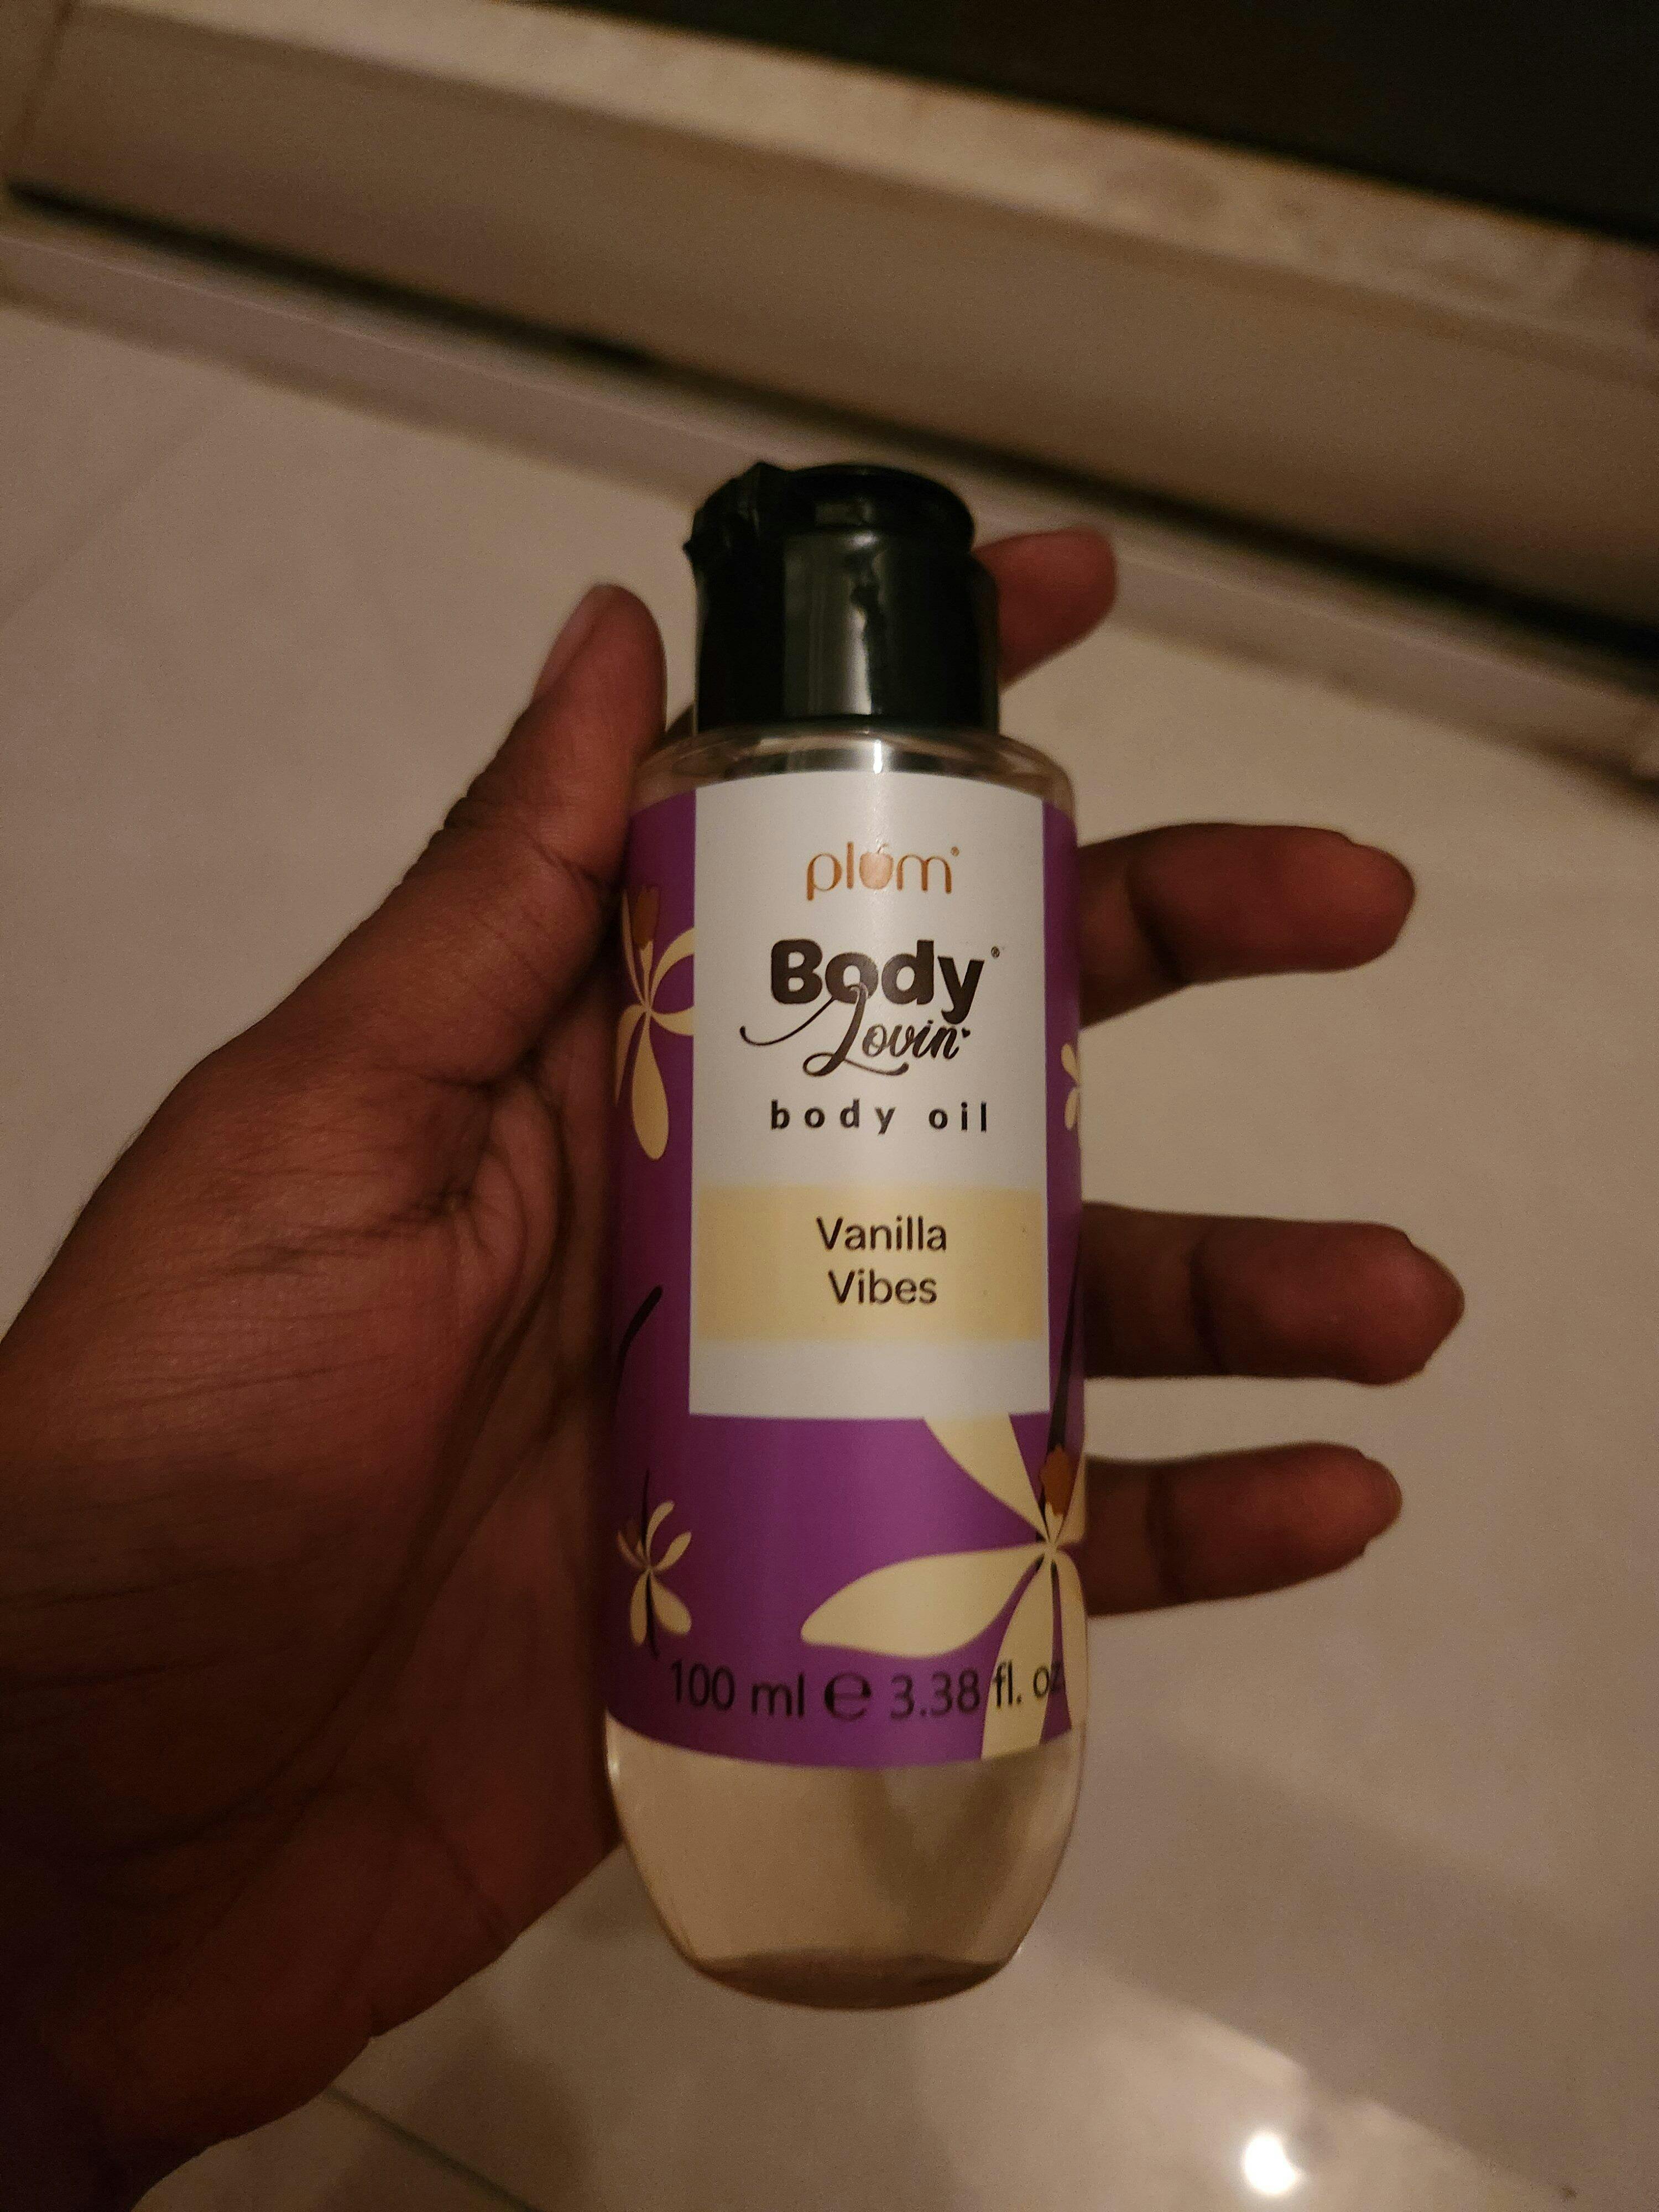 plum®
Body®
Lovin'
body oil
Vanilla
Vibes
100 ml ℮ 3.38 fl. oz